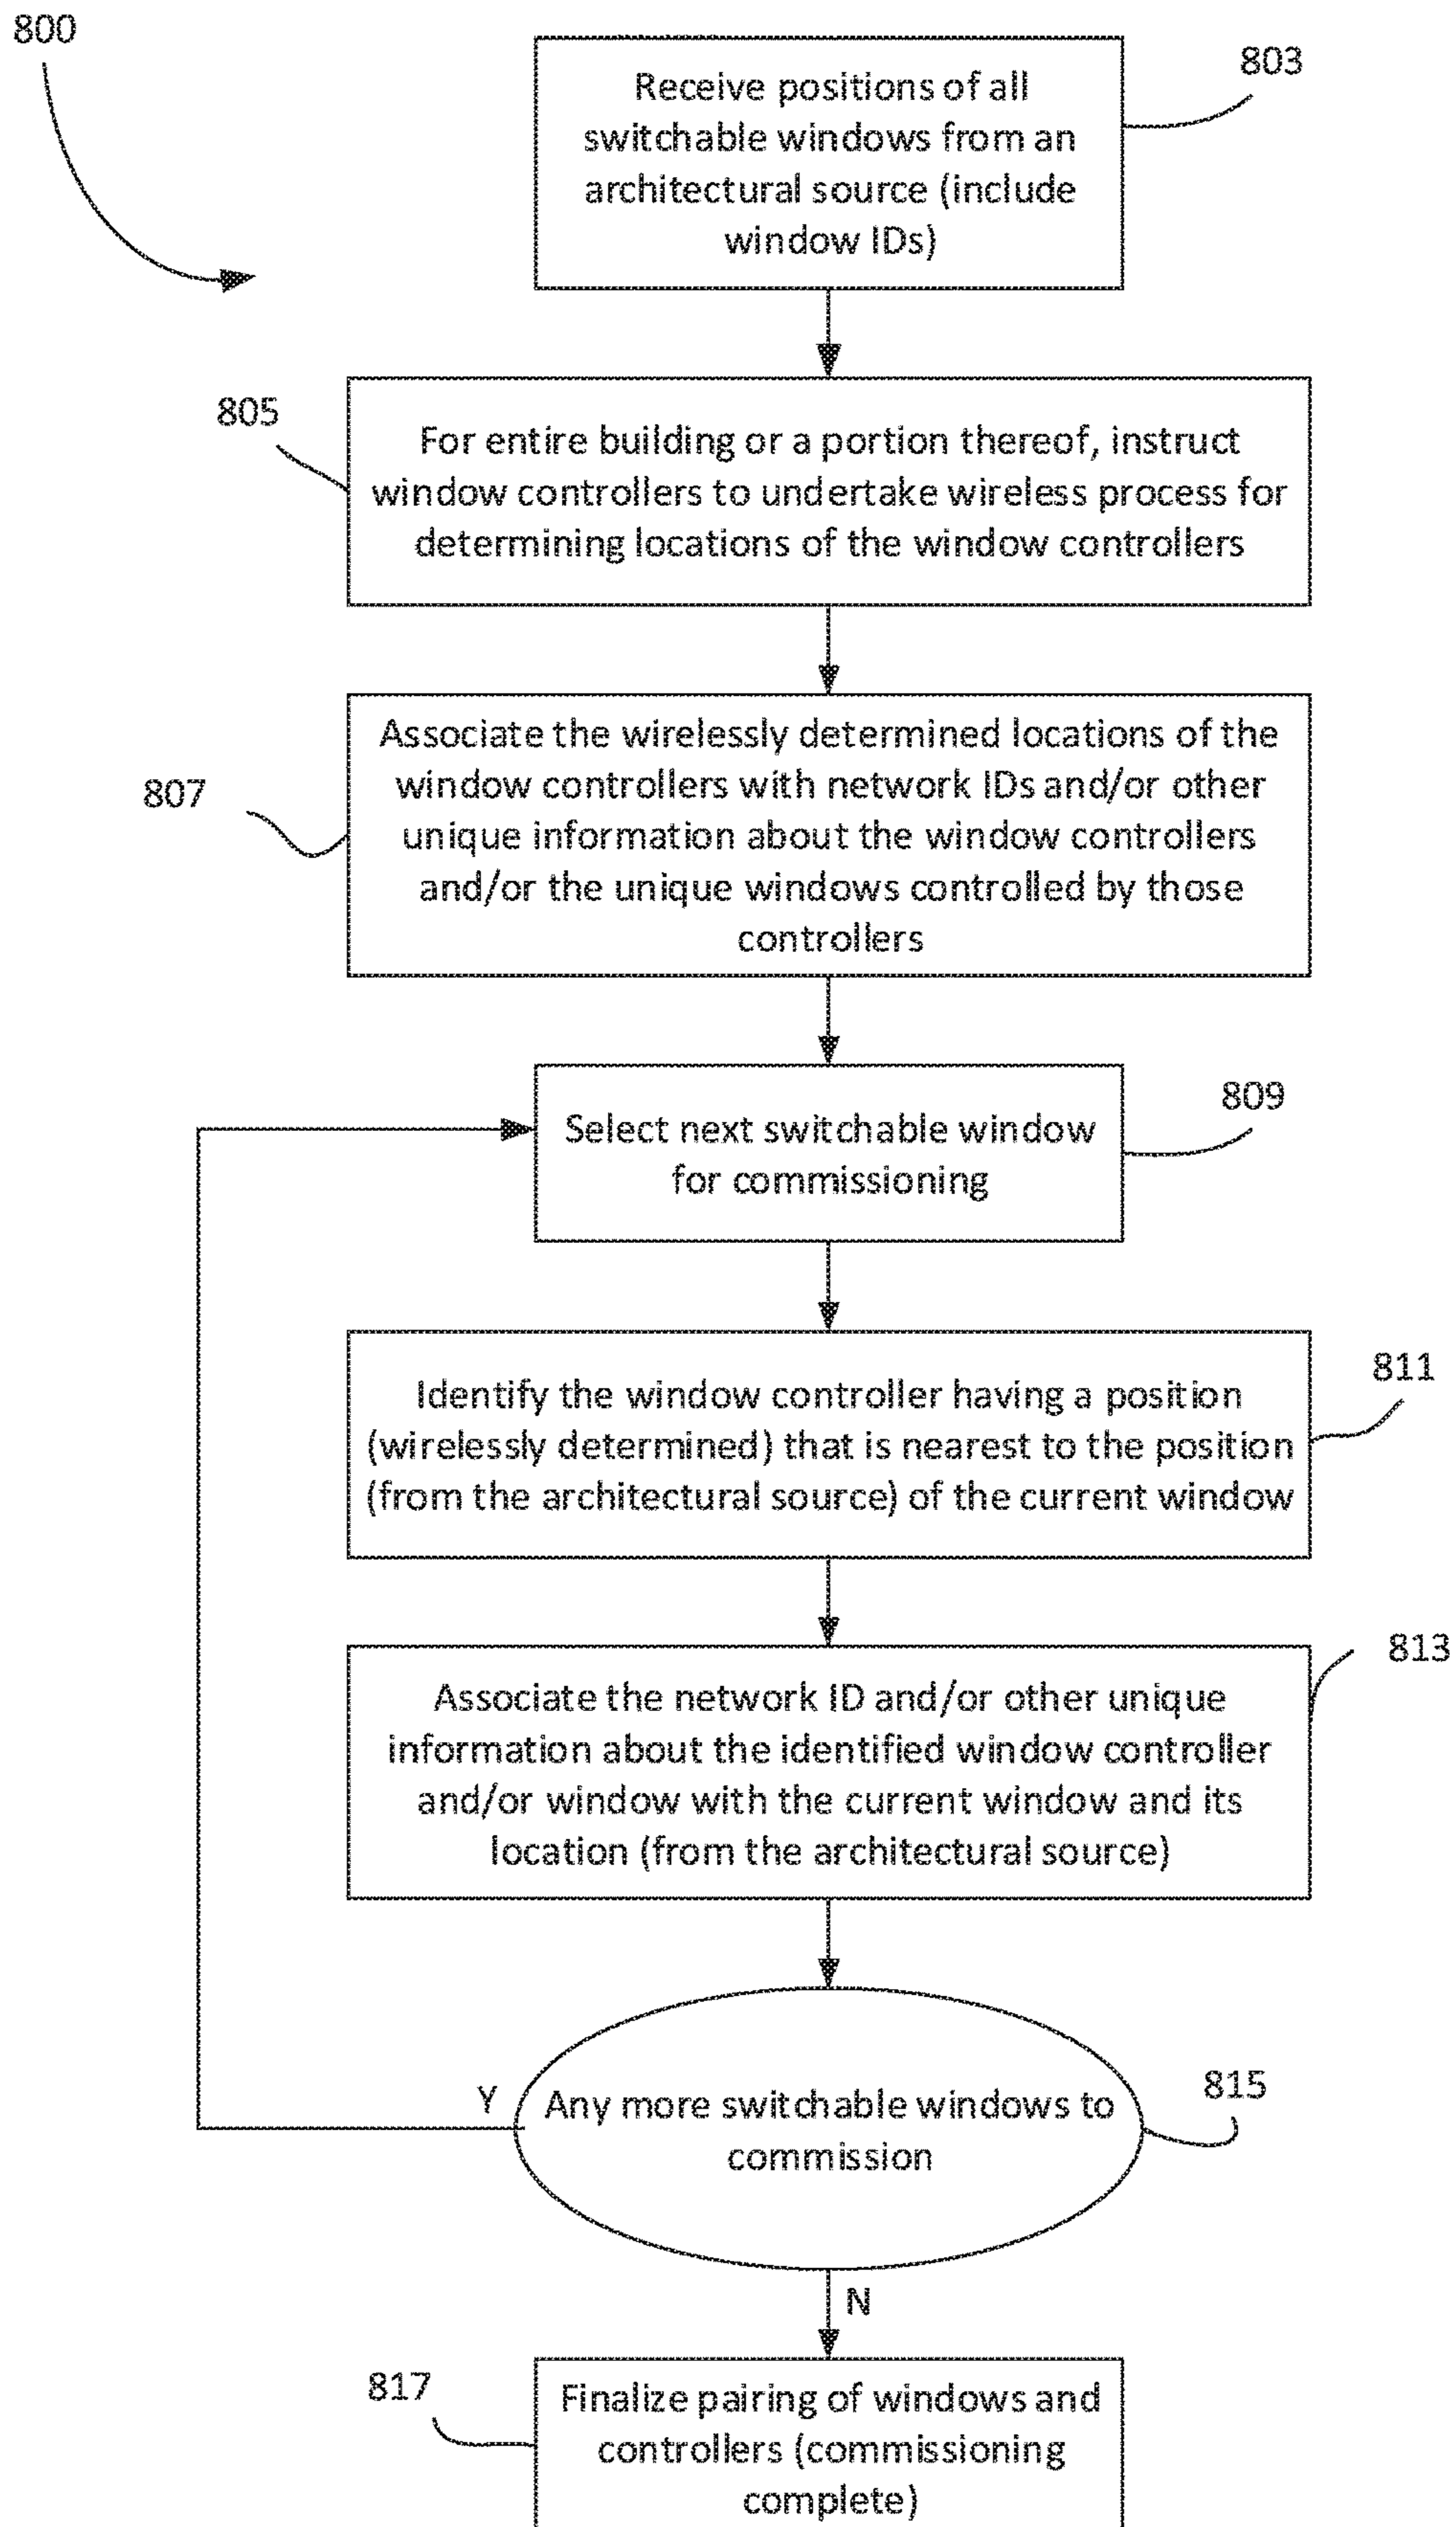 800
803
Receive positions of all
switchable windows from an
architectural source (include
window IDs)
805
For entire building or a portion thereof, instruct
window controllers to undertake wireless process for
determining locations of the window controllers
807
Associate the wirelessly determined locations of the
window controllers with network IDs and/or other
unique information about the window controllers
and/or the unique windows controlled by those
controllers
809
Select next switchable window
for commissioning
811
Identify the window controller having a position
(wirelessly determined) that is nearest to the position
(from the architectural source) of the current window
813
Associate the network ID and/or other unique
information about the identified window controller
and/or window with the current window and its
location (from the architectural source)
815
Y
Any more switchable windows to
commission
N
817
Finalize pairing of windows and
controllers (commissioning
complete)